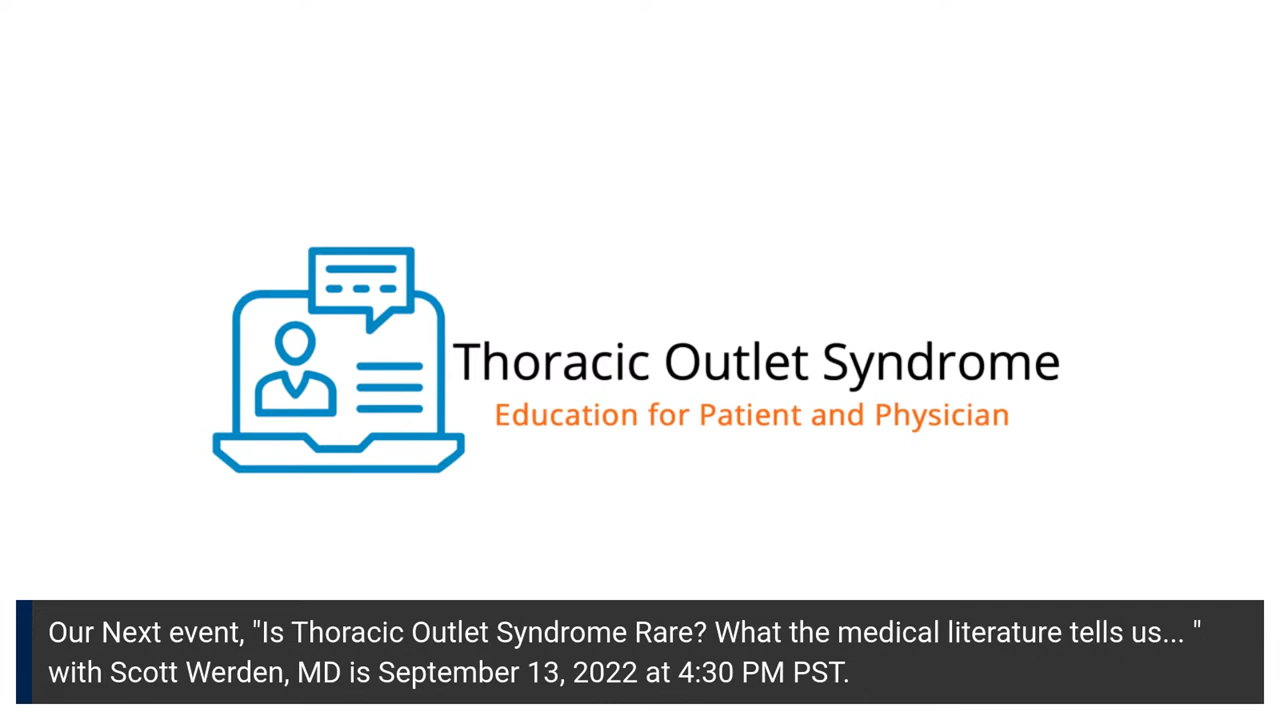 Thoracic Outlet Syndrome
Education for Patient and Physician
Our Next event, "Is Thoracic Outlet Syndrome Rare? What the medical literature tells us... "
with Scott Werden, MD is September 13, 2022 at 4:30 PM PST.